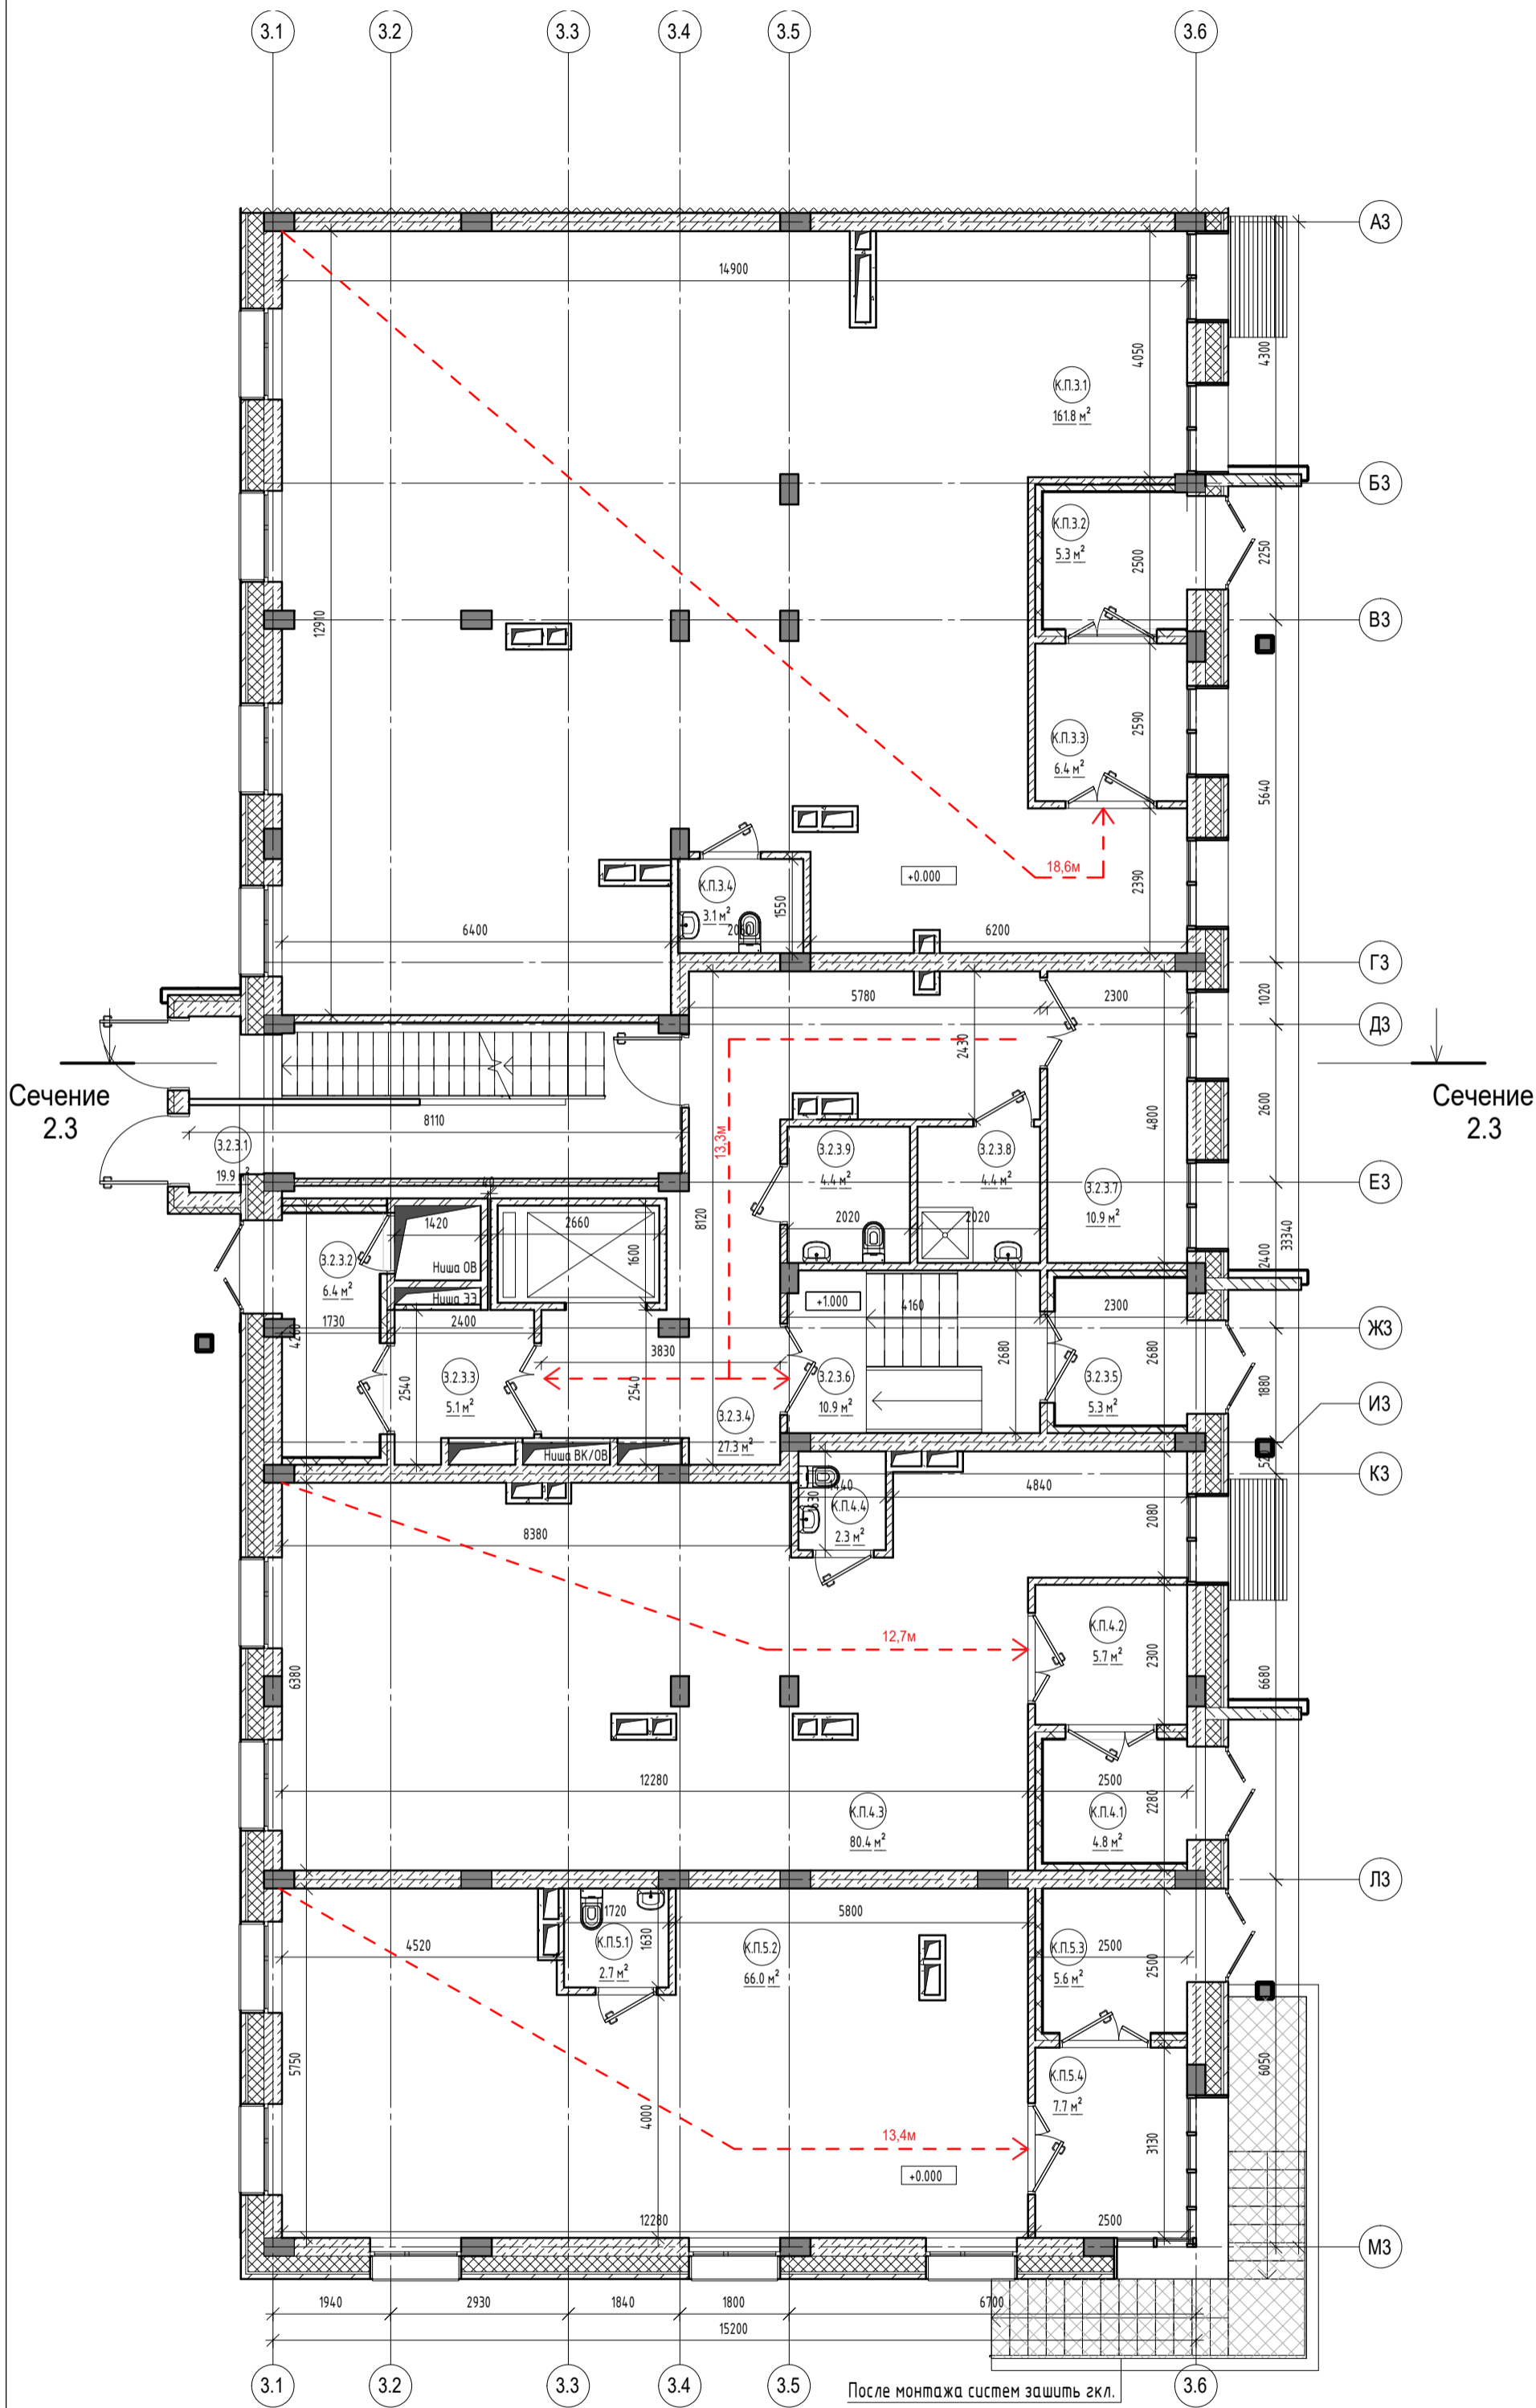 3.1 3.2 3.3 3.4 3.5 3.6
А3
14900
4050
4300
К.П.3.1
161.8 м²
Б3
К.П.3.2
5.3 м²
2500
2250
12910
В3
2590
К.П.3.3
6.4 м²
5640
18,6м
+0.000
2390
К.П.3.4
3.1 м²
1550
6400
6200
Г3
5780
2300
1020
Д3
2430
Сечение
2.3
Сечение
2.3
8110
3.2.3.1
19.9
13,3м
2600
4800
3.2.3.9
4.4 м²
3.2.3.8
4.4 м²
3.2.3.7
10.9 м²
Е3
8120
2020
2020
1420
2660
1600
33340
2400
3.2.3.2
6.4 м²
Ниша ОВ
Ниша ЭЗ
+1.000
4160
2300
1730
2400
Ж3
3830
2680
2680
3.2.3.3
5.1 м²
2540
2540
3.2.3.6
10.9 м²
3.2.3.5
5.3 м²
1880
3.2.3.4
27.3 м²
И3
Ниша ВК/ОВ
К3
4840
К.П.4.4
2.3 м²
2080
8380
12,7м
К.П.4.2
5.7 м²
2300
6380
6680
12280
2500
К.П.4.3
80.4 м²
К.П.4.1
4.8 м²
2280
Л3
1720
5800
4520
К.П.5.1
2.7 м²
1630
К.П.5.2
66.0 м²
К.П.5.3
5.6 м²
2500
2500
5750
4000
К.П.5.4
7.7 м²
6050
13,4м
3130
+0.000
12280
2500
М3
1940 2930 1840 1800 6700
15200
3.1 3.2 3.3 3.4 3.5 3.6
После монтажа систем зашить гкл.